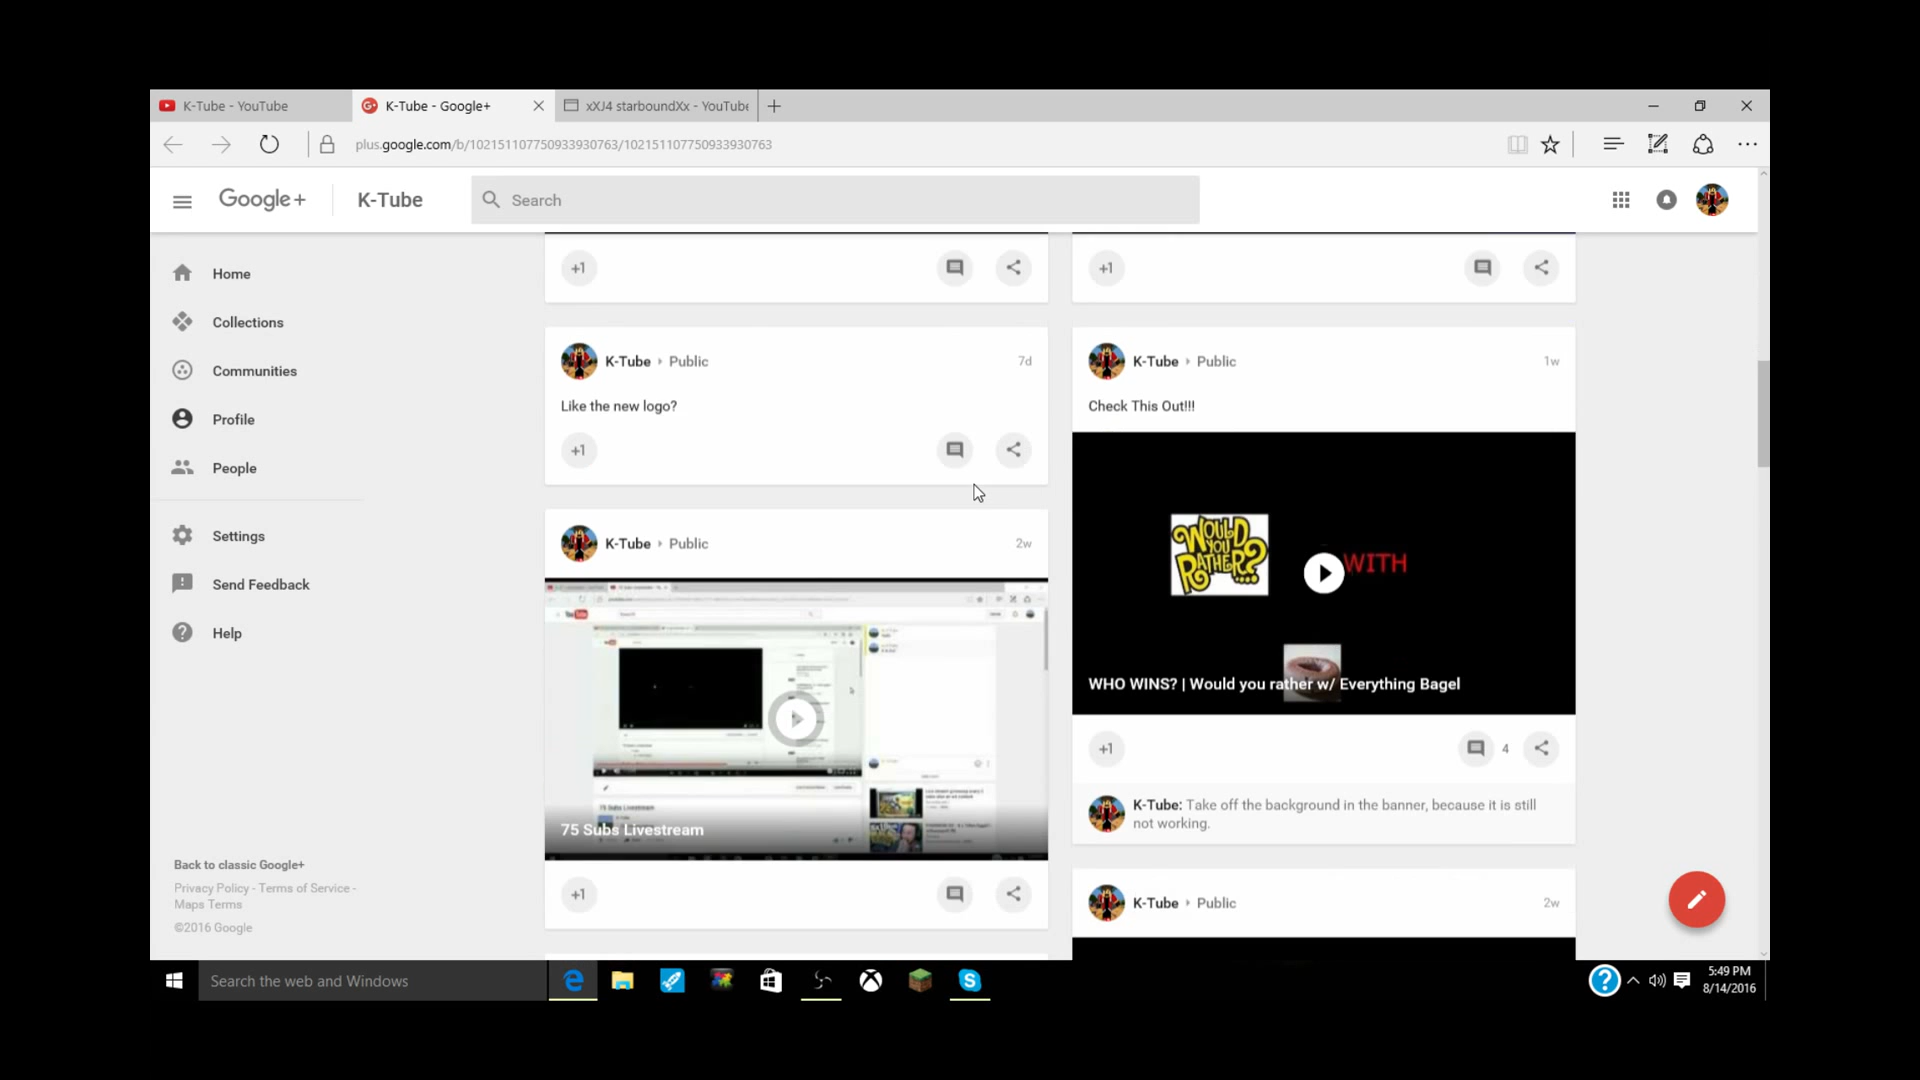 K-Tube - YouTube
K-Tube - Google+
xXJ4 starboundXx - YouTube
plus.google.com/b/102151107750933930763/102151107750933930763
Google+
K-Tube
Search
Home
Collections
Communities
Profile
People
Settings
Send Feedback
Help
Back to classic Google+
Privacy Policy - Terms of Service -
Maps Terms
©2016 Google
+1
+1
K-Tube Public
7d
Like the new logo?
+1
K-Tube Public
2w
75 Subs Livestream
+1
K-Tube Public
1w
Check This Out!!!
WOULD
YOU
RATHER?...
WITH
WHO WINS? | Would you rather w/ Everything Bagel
+1
4
K-Tube: Take off the background in the banner, because it is still
not working.
K-Tube Public
2w
Search the web and Windows
5:49 PM
8/14/2016